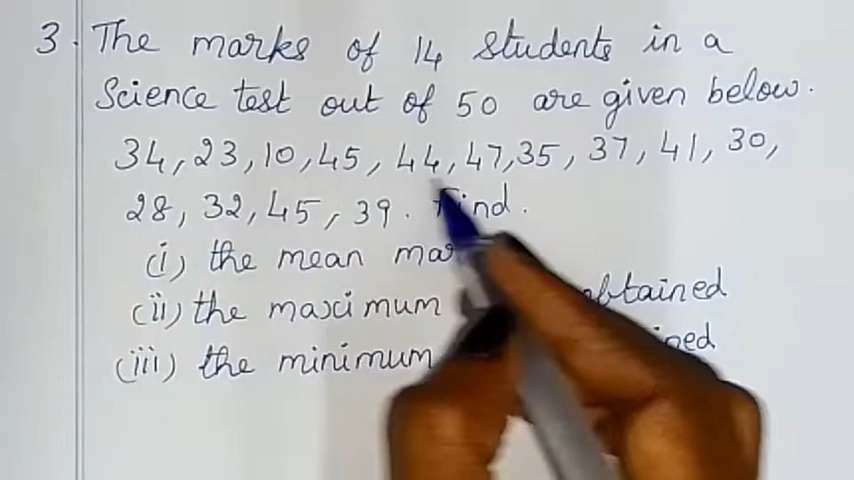 3. The marks of 14 students in a
Science test out of 50 are given below.
34, 23, 10, 45, 44, 47, 35, 37, 41, 30,
28, 32, 45, 39. Find.
(i) the mean
(ii) the maximum obtained
(iii) the minimum